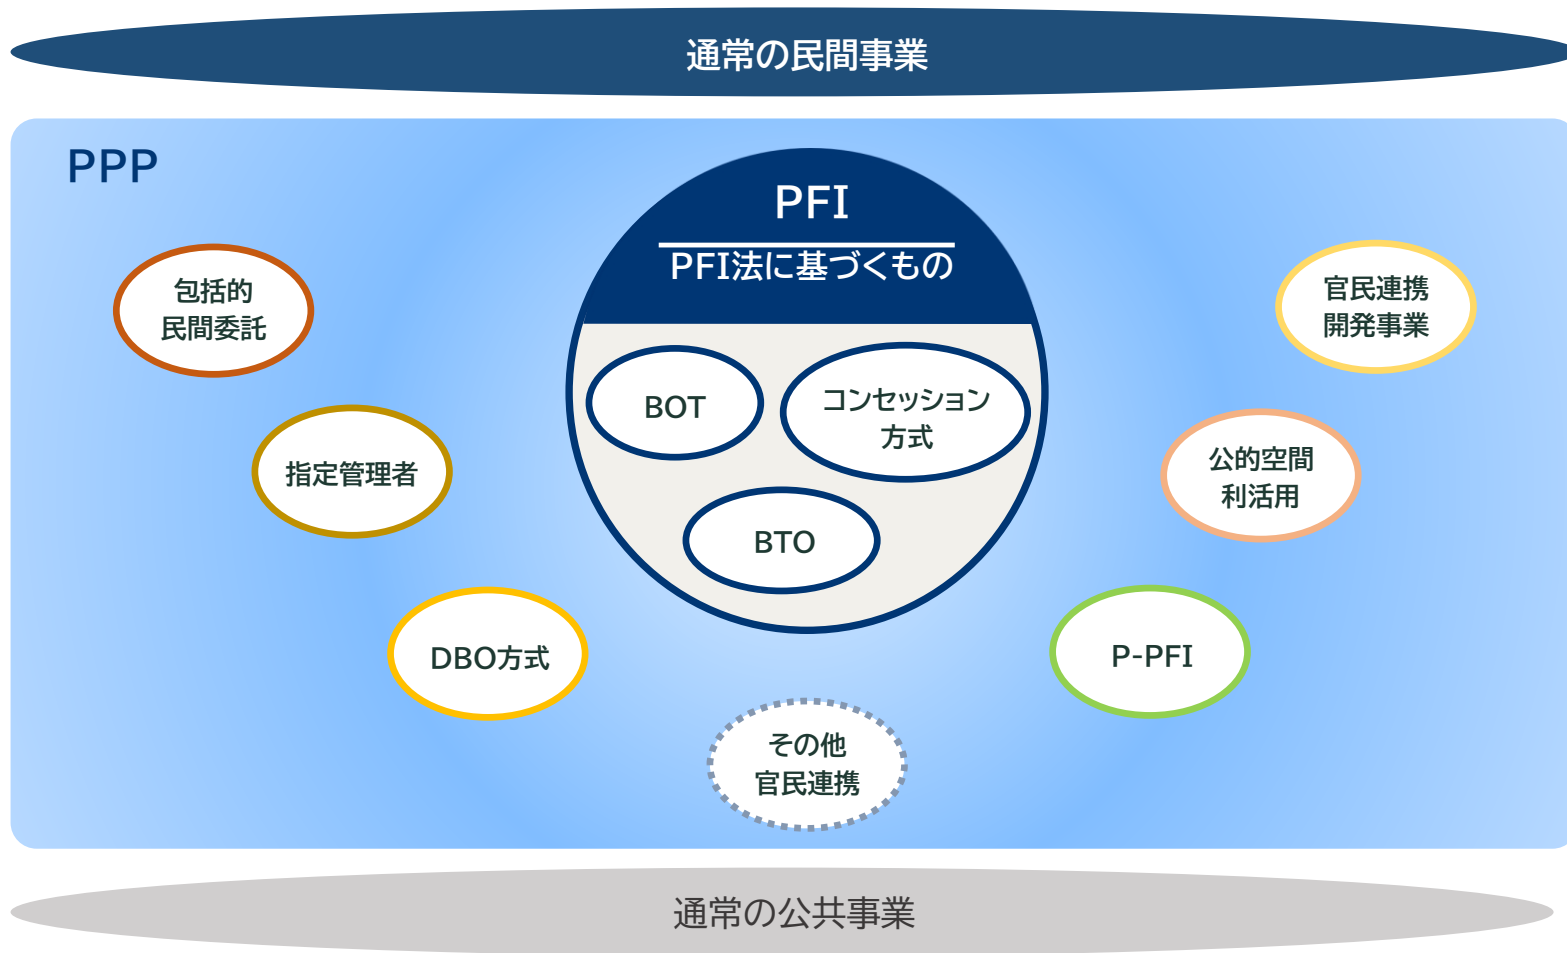 通常の民間事業
PPP
PFI
PFI法に基づくもの
包括的
民間委託
官民連携
開発事業
BOT
コンセッション
方式
指定管理者
公的空間
利活用
BTO
DBO方式
P-PFI
その他
官民連携
通常の公共事業